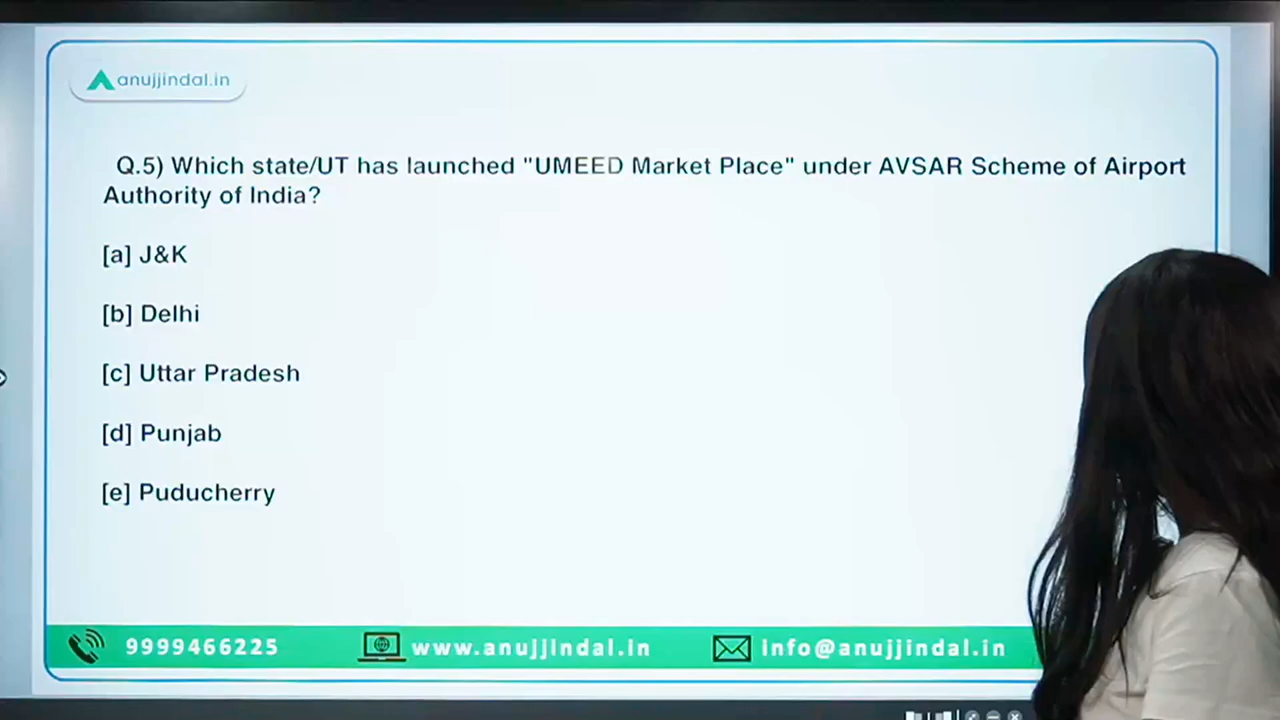 anujjindal.in
Q.5) Which state/UT has launched "UMEED Market Place" under AVSAR Scheme of Airport
Authority of India?
[a] J&K
[b] Delhi
[c] Uttar Pradesh
[d] Punjab
[e] Puducherry
9999466225 www.anujjindal.in info@anujjindal.in